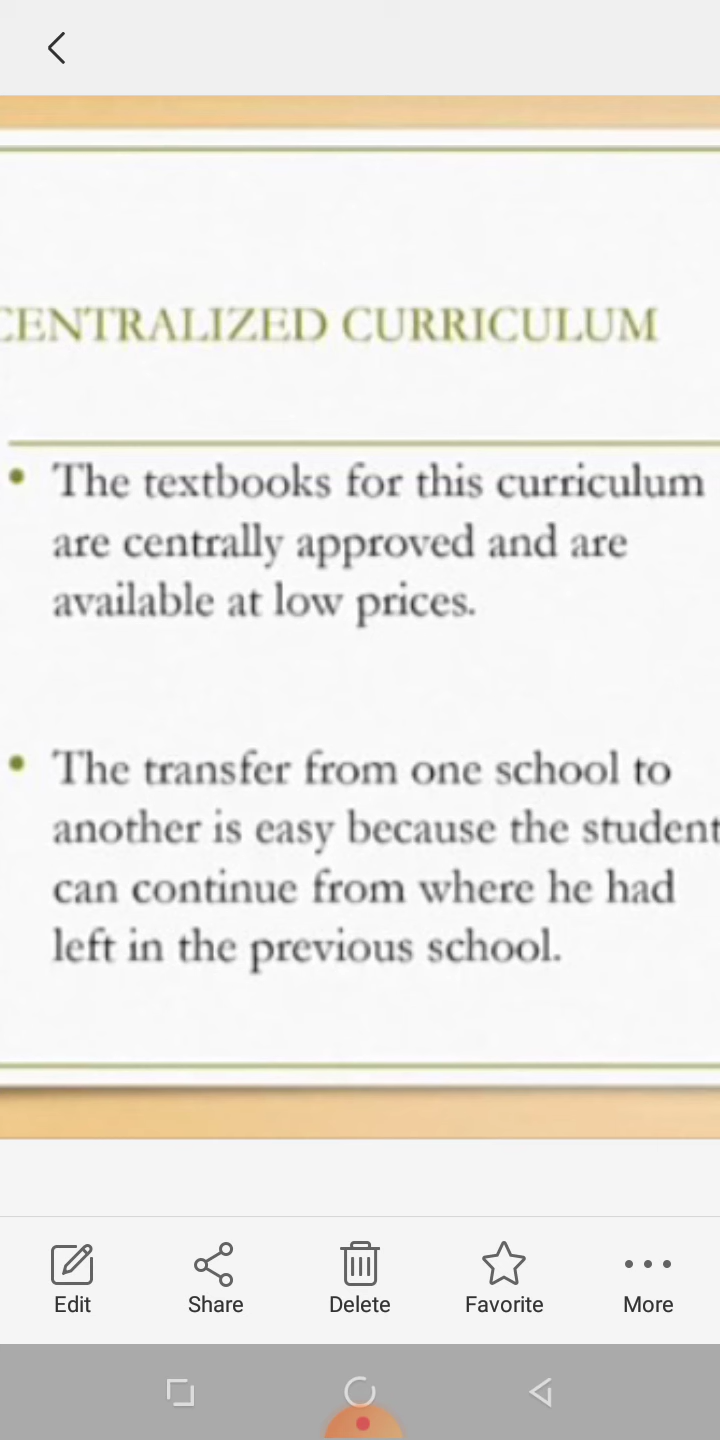 CENTRALIZED CURRICULUM
• The textbooks for this curriculum
are centrally approved and are
available at low prices.
• The transfer from one school to
another is easy because the student
can continue from where he had
left in the previous school.
Edit Share Delete Favorite More